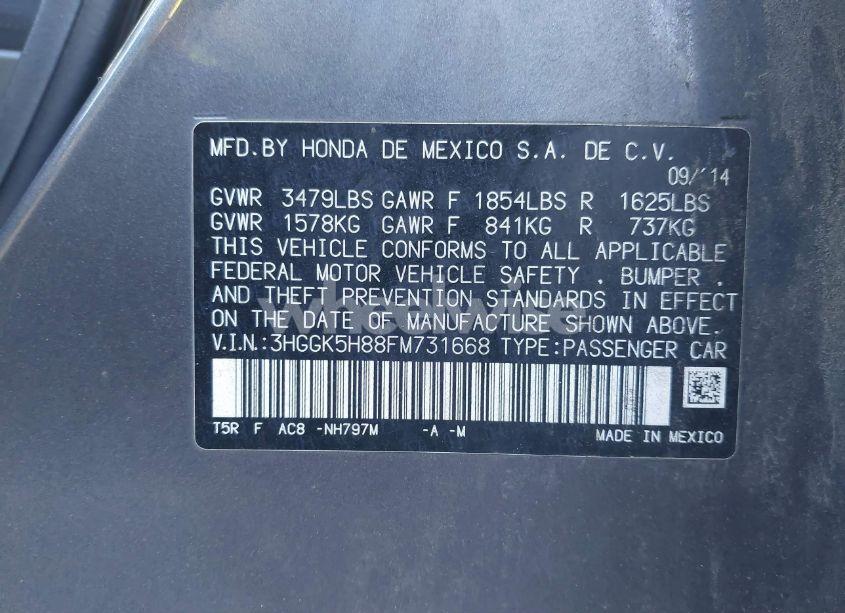 MFD.BY HONDA DE MEXICO S.A. DE C.V.
09/'14
GVWR 3479LBS GAWR F 1854LBS R 1625LBS
GVWR 1578KG GAWR F 841KG R 737KG
THIS VEHICLE CONFORMS TO ALL APPLICABLE
FEDERAL MOTOR VEHICLE SAFETY , BUMPER ,
AND THEFT PREVENTION STANDARDS IN EFFECT
ON THE DATE OF MANUFACTURE SHOWN ABOVE.
V.I.N.:3HGGK5H88FM731668 TYPE:PASSENGER CAR
T5R F AC8 -NH797M -A -M
MADE IN MEXICO